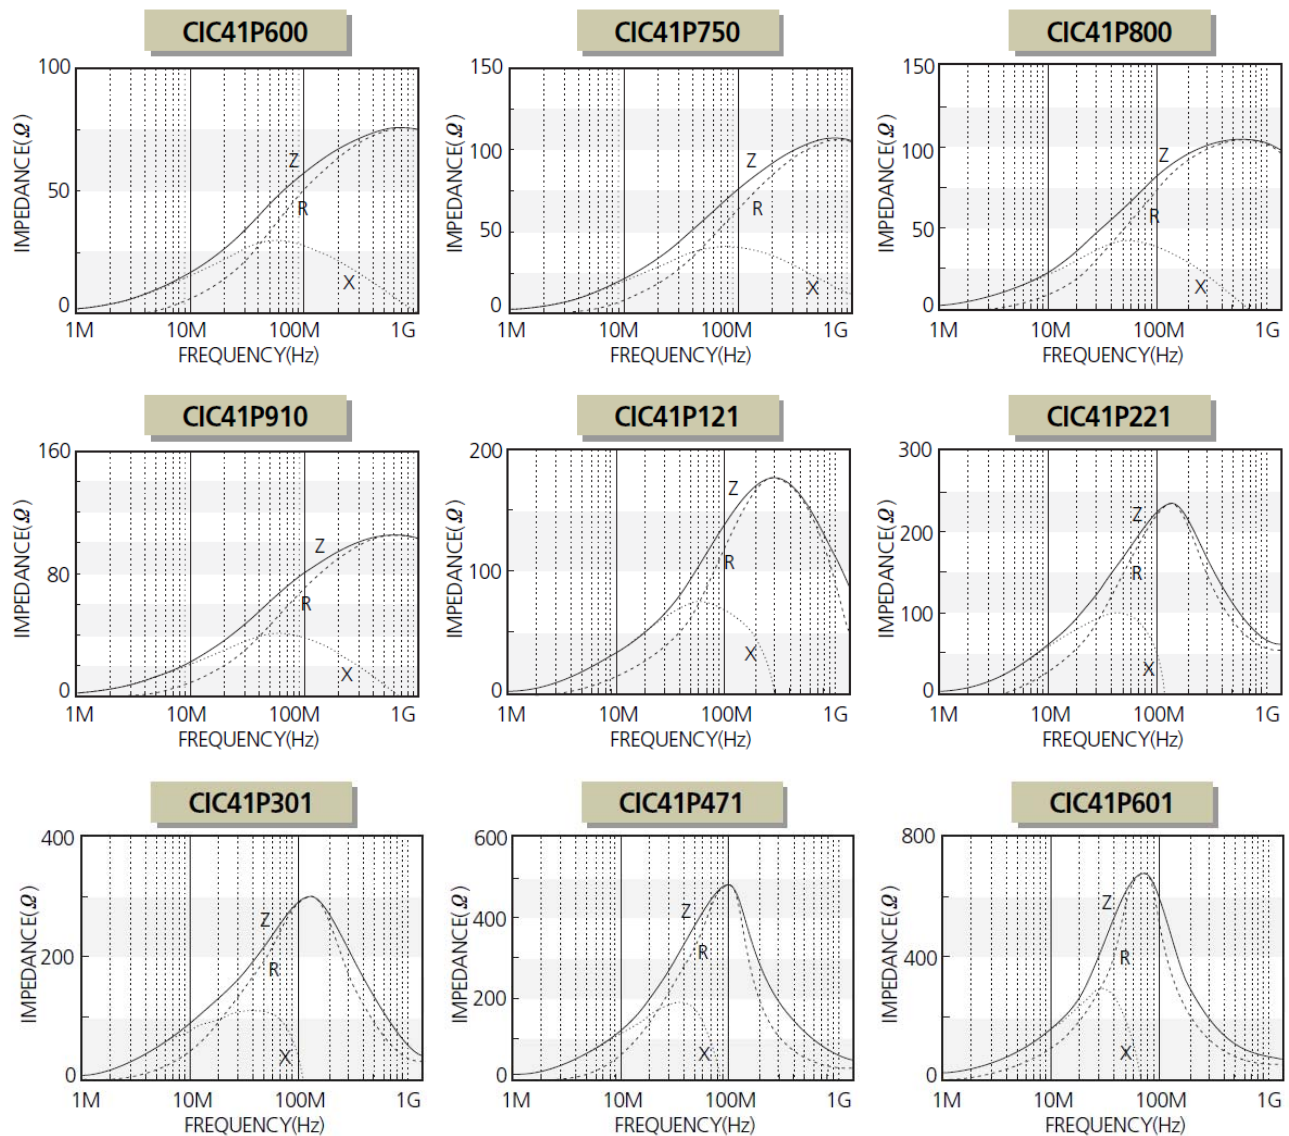 CIC41P600
100
50
0
IMPEDANCE(Ω)
Z
R
X
1M 10M 100M 1G
FREQUENCY(Hz)
CIC41P750
150
100
50
0
IMPEDANCE(Ω)
Z
R
X
1M 10M 100M 1G
FREQUENCY(Hz)
CIC41P800
150
100
50
0
IMPEDANCE(Ω)
Z
R
X
1M 10M 100M 1G
FREQUENCY(Hz)
CIC41P910
160
80
0
IMPEDANCE(Ω)
Z
R
X
1M 10M 100M 1G
FREQUENCY(Hz)
CIC41P121
200
100
0
IMPEDANCE(Ω)
Z
R
X
1M 10M 100M 1G
FREQUENCY(Hz)
CIC41P221
300
200
100
0
IMPEDANCE(Ω)
Z
R
X
1M 10M 100M 1G
FREQUENCY(Hz)
CIC41P301
400
200
0
IMPEDANCE(Ω)
Z
R
X
1M 10M 100M 1G
FREQUENCY(Hz)
CIC41P471
600
400
200
0
IMPEDANCE(Ω)
Z
R
X
1M 10M 100M 1G
FREQUENCY(Hz)
CIC41P601
800
400
0
IMPEDANCE(Ω)
Z
R
X
1M 10M 100M 1G
FREQUENCY(Hz)